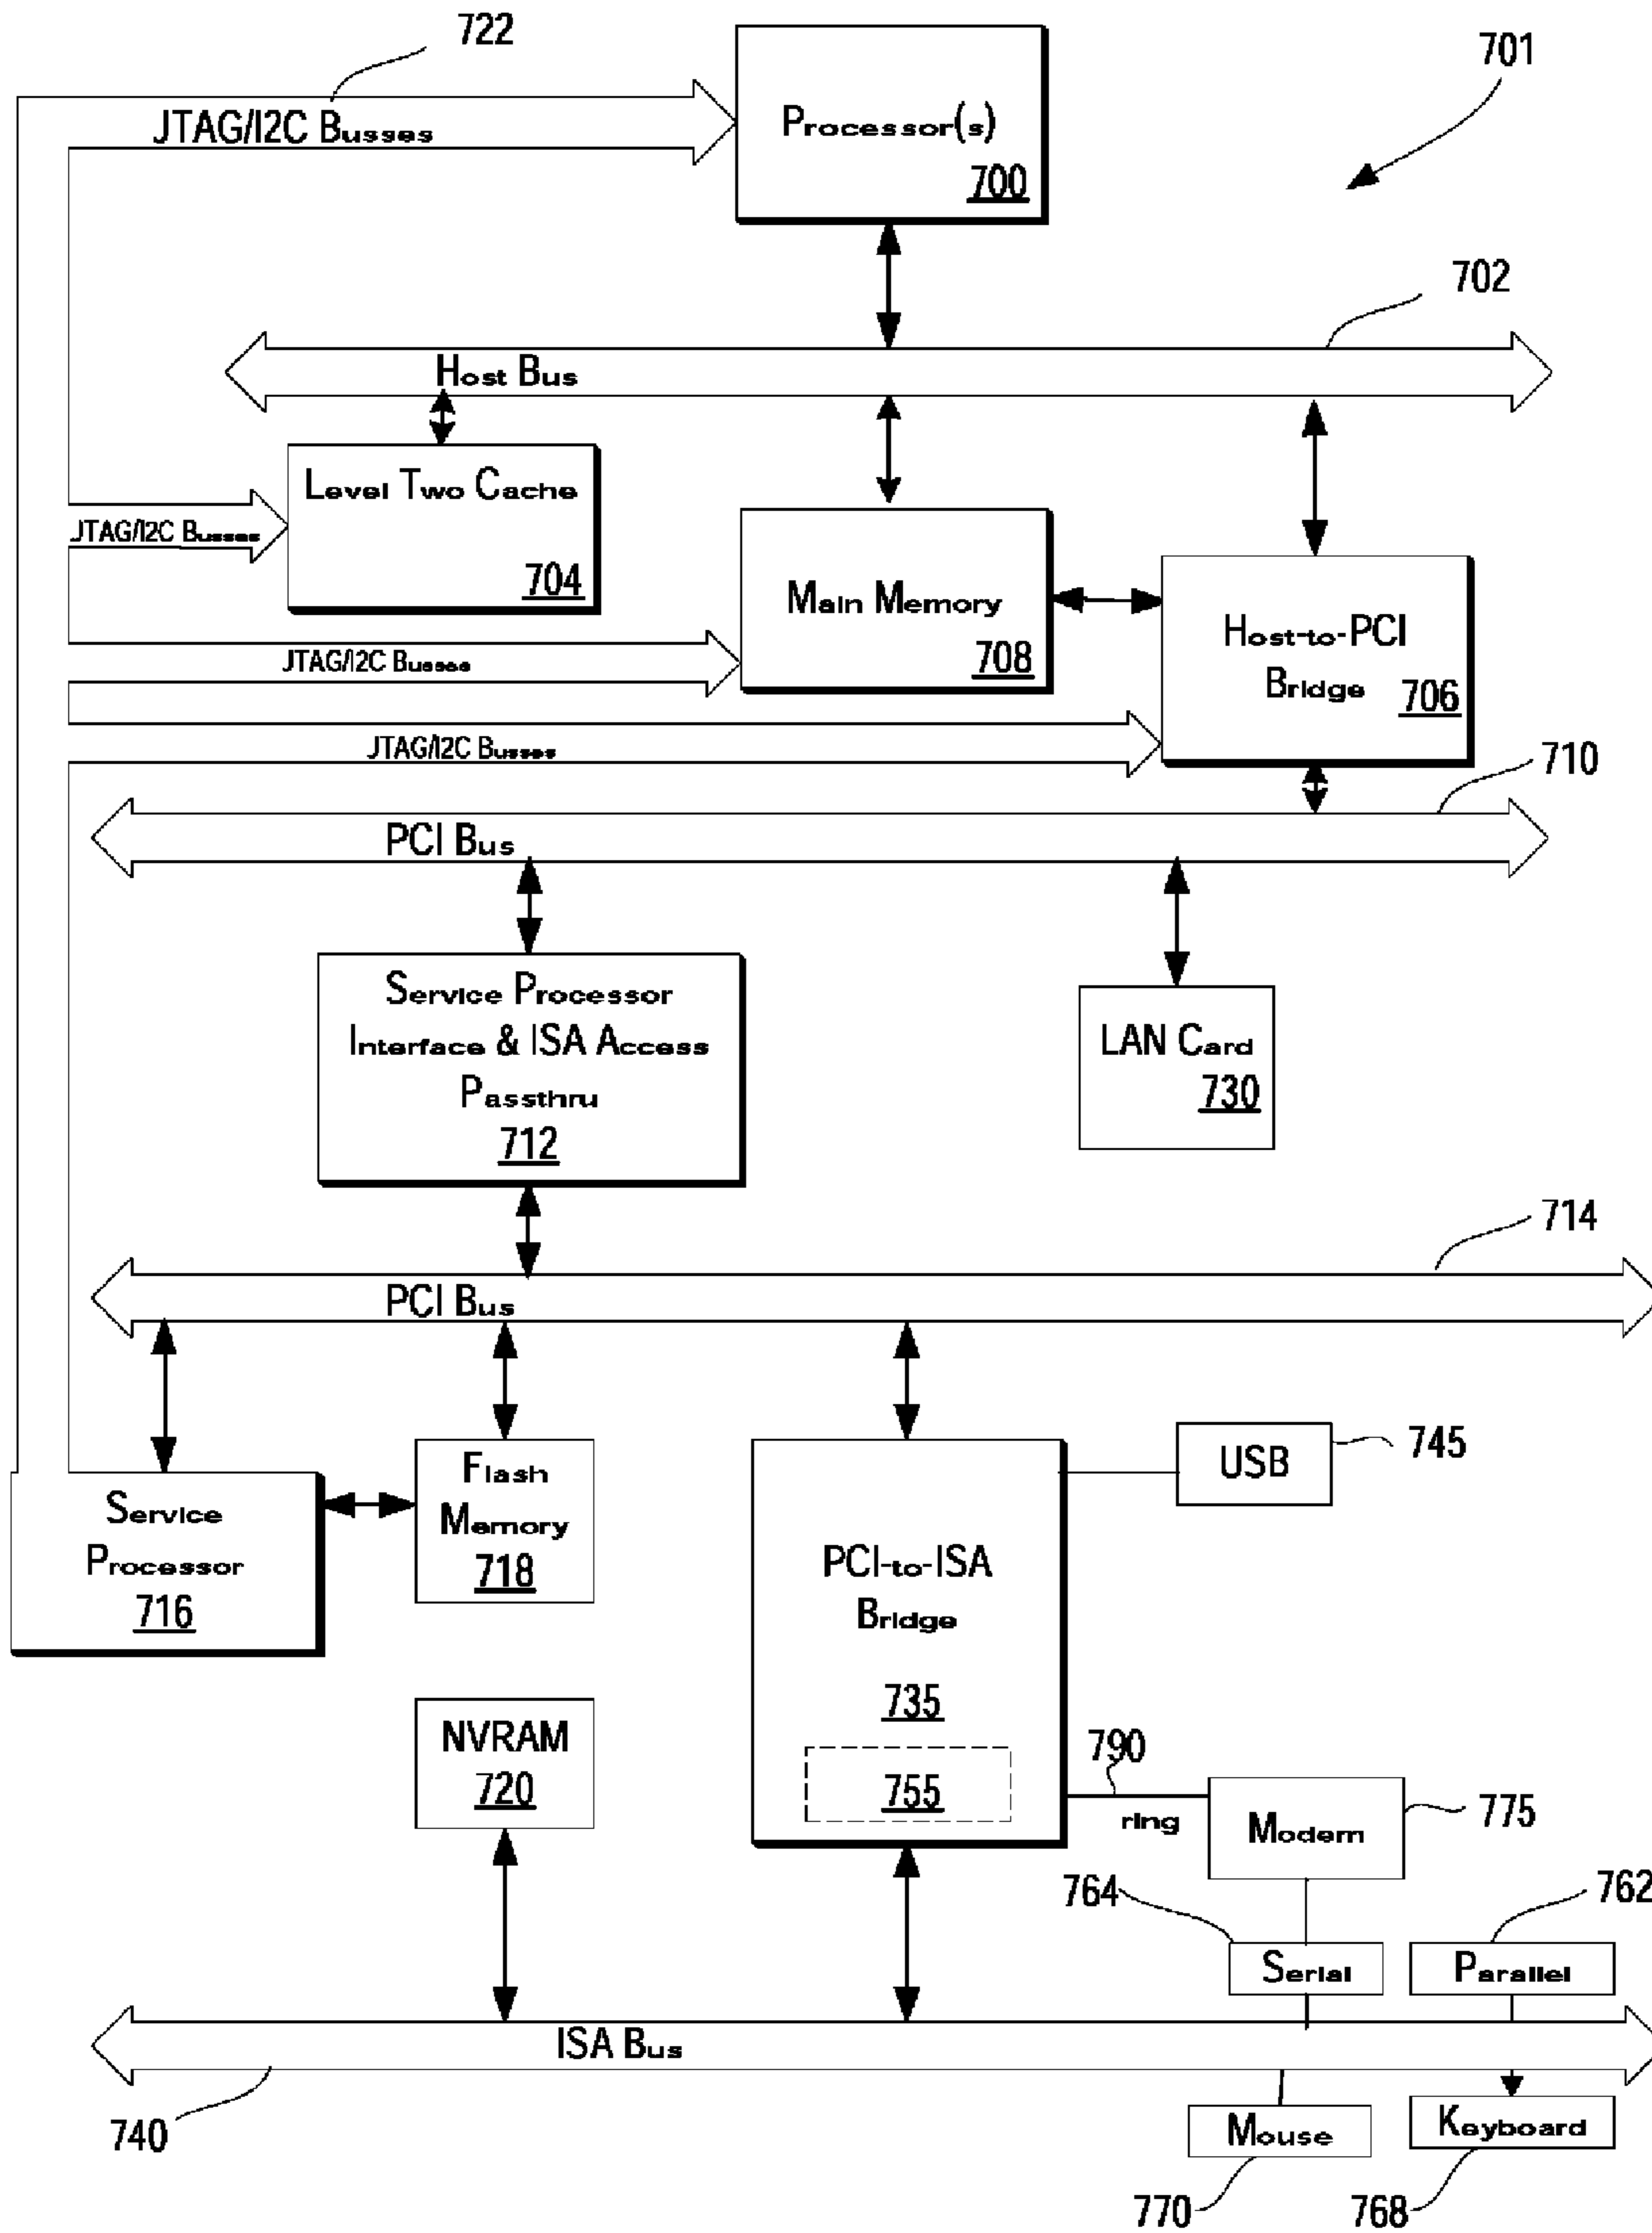 722
701
JTAG/I2C Busses
Processor(s)
700
702
Host Bus
Level Two Cache
704
JTAG/I2C Busses
Main Memory
708
Host-to-PCI
Bridge
706
JTAG/I2C Busses
JTAG/I2C Busses
710
PCI Bus
Service Processor
Interface & ISA Access
Passthru
712
LAN Card
730
714
PCI Bus
Service
Processor
716
Flash
Memory
718
USB
745
PCI-to-ISA
Bridge
735
755
NVRAM
720
790
ring
Modem
775
764
762
Serial
Parallel
ISA Bus
740
Mouse
Keyboard
770
768